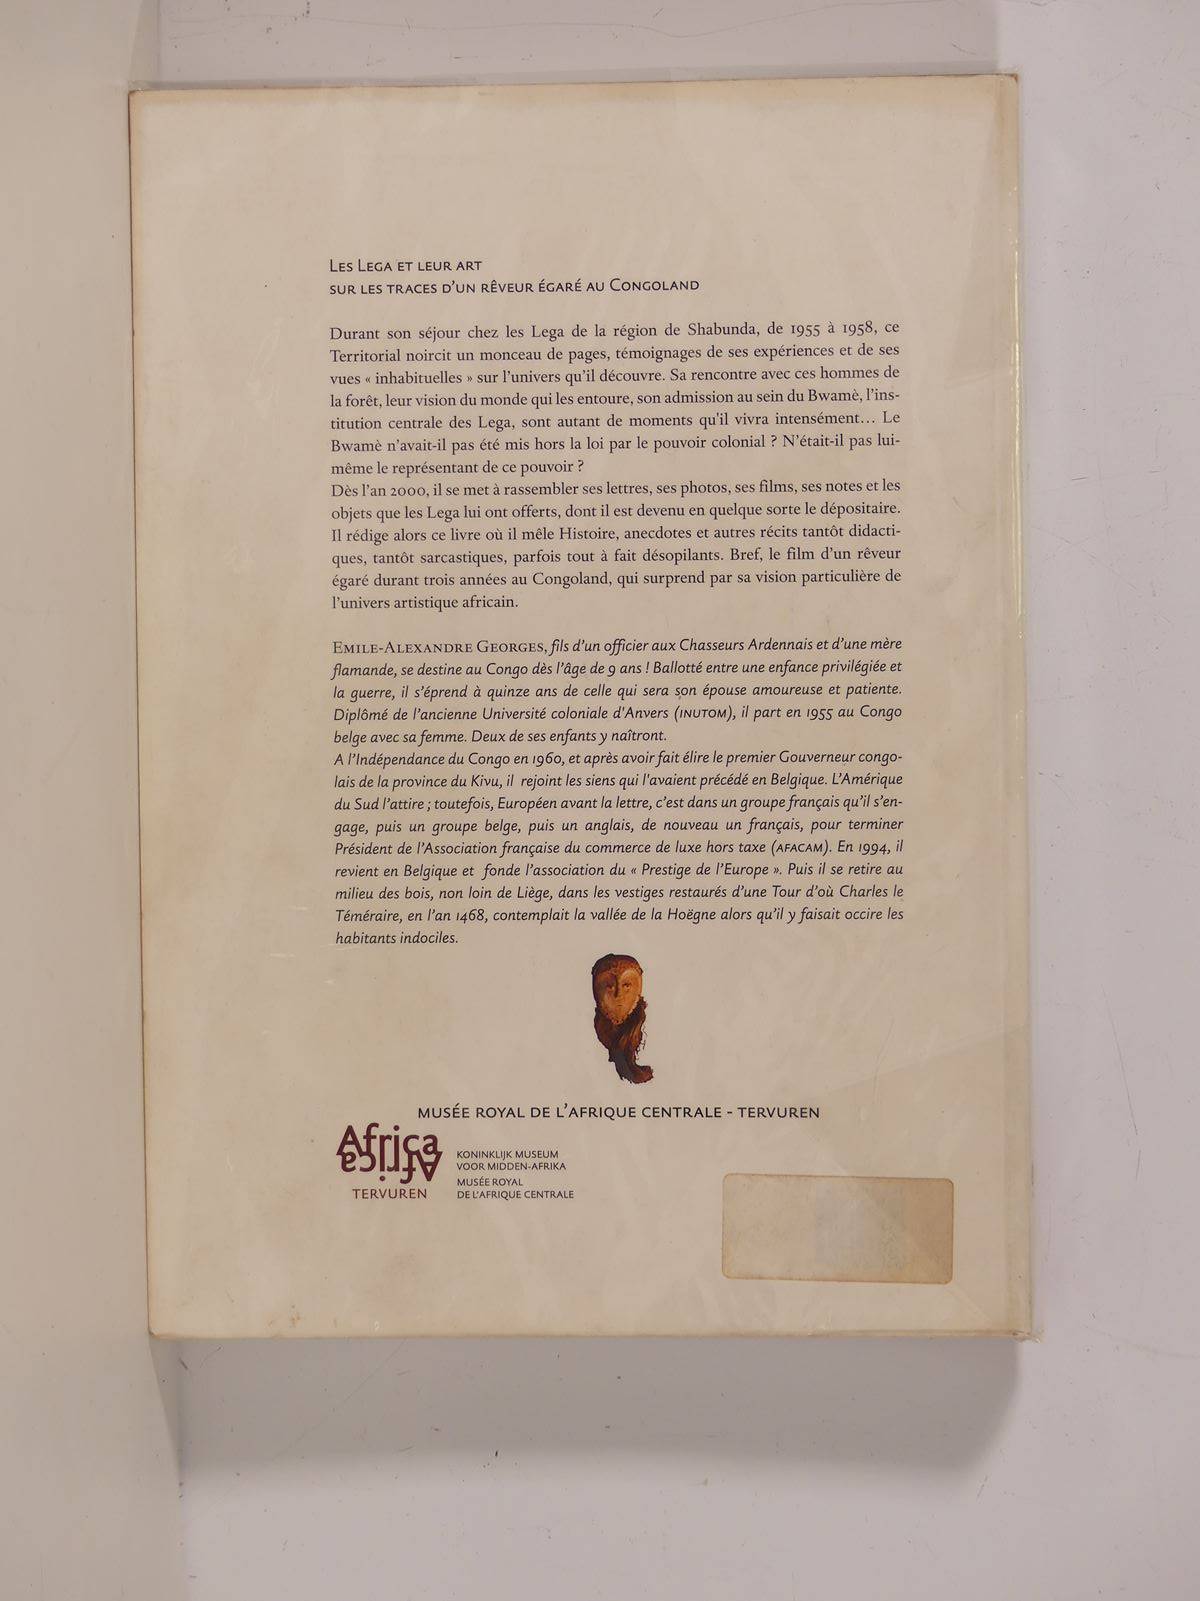 LES LEGA ET LEUR ART
SUR LES TRACES D'UN RÊVEUR ÉGARÉ AU CONGOLAND
Durant son séjour chez les Lega de la région de Shabunda, de 1955 à 1958, ce
Territorial noircit un monceau de pages, témoignages de ses expériences et de ses
vues « inhabituelles » sur l'univers qu'il découvre. Sa rencontre avec ces hommes de
la forêt, leur vision du monde qui les entoure, son admission au sein du Bwamè, l'ins-
titution centrale des Lega, sont autant de moments qu'il vivra intensément… Le
Bwamè n'avait-il pas été mis hors la loi par le pouvoir colonial ? N'était-il pas lui-
même le représentant de ce pouvoir ?
Dès l'an 2000, il se met à rassembler ses lettres, ses photos, ses films, ses notes et les
objets que les Lega lui ont offerts, dont il est devenu en quelque sorte le dépositaire.
Il rédige alors ce livre où il mêle Histoire, anecdotes et autres récits tantôt didacti-
ques, tantôt sarcastiques, parfois tout à fait désopilants. Bref, le film d'un rêveur
égaré durant trois années au Congoland, qui surprend par sa vision particulière de
l'univers artistique africain.
EMILE-ALEXANDRE GEORGES, fils d'un officier aux Chasseurs Ardennais et d'une mère
flamande, se destine au Congo dès l'âge de 9 ans ! Ballotté entre une enfance privilégiée et
la guerre, il s'éprend à quinze ans de celle qui sera son épouse amoureuse et patiente.
Diplômé de l'ancienne Université coloniale d'Anvers (INUTOM), il part en 1955 au Congo
belge avec sa femme. Deux de ses enfants y naîtront.
A l'Indépendance du Congo en 1960, et après avoir fait élire le premier Gouverneur congo-
lais de la province du Kivu, il rejoint les siens qui l'avaient précédé en Belgique. L'Amérique
du Sud l'attire ; toutefois, Européen avant la lettre, c'est dans un groupe français qu'il s'en-
gage, puis un groupe belge, puis un anglais, de nouveau un français, pour terminer
Président de l'Association française du commerce de luxe hors taxe (AFACAM). En 1994, il
revient en Belgique et fonde l'association du « Prestige de l'Europe ». Puis il se retire au
milieu des bois, non loin de Liège, dans les vestiges restaurés d'une Tour d'où Charles le
Téméraire, en l'an 1468, contemplait la vallée de la Hoëgne alors qu'il y faisait occire les
habitants indociles.
MUSÉE ROYAL DE L'AFRIQUE CENTRALE - TERVUREN
Africa
Africa
TERVUREN
KONINKLIJK MUSEUM
VOOR MIDDEN-AFRIKA
MUSÉE ROYAL
DE L'AFRIQUE CENTRALE